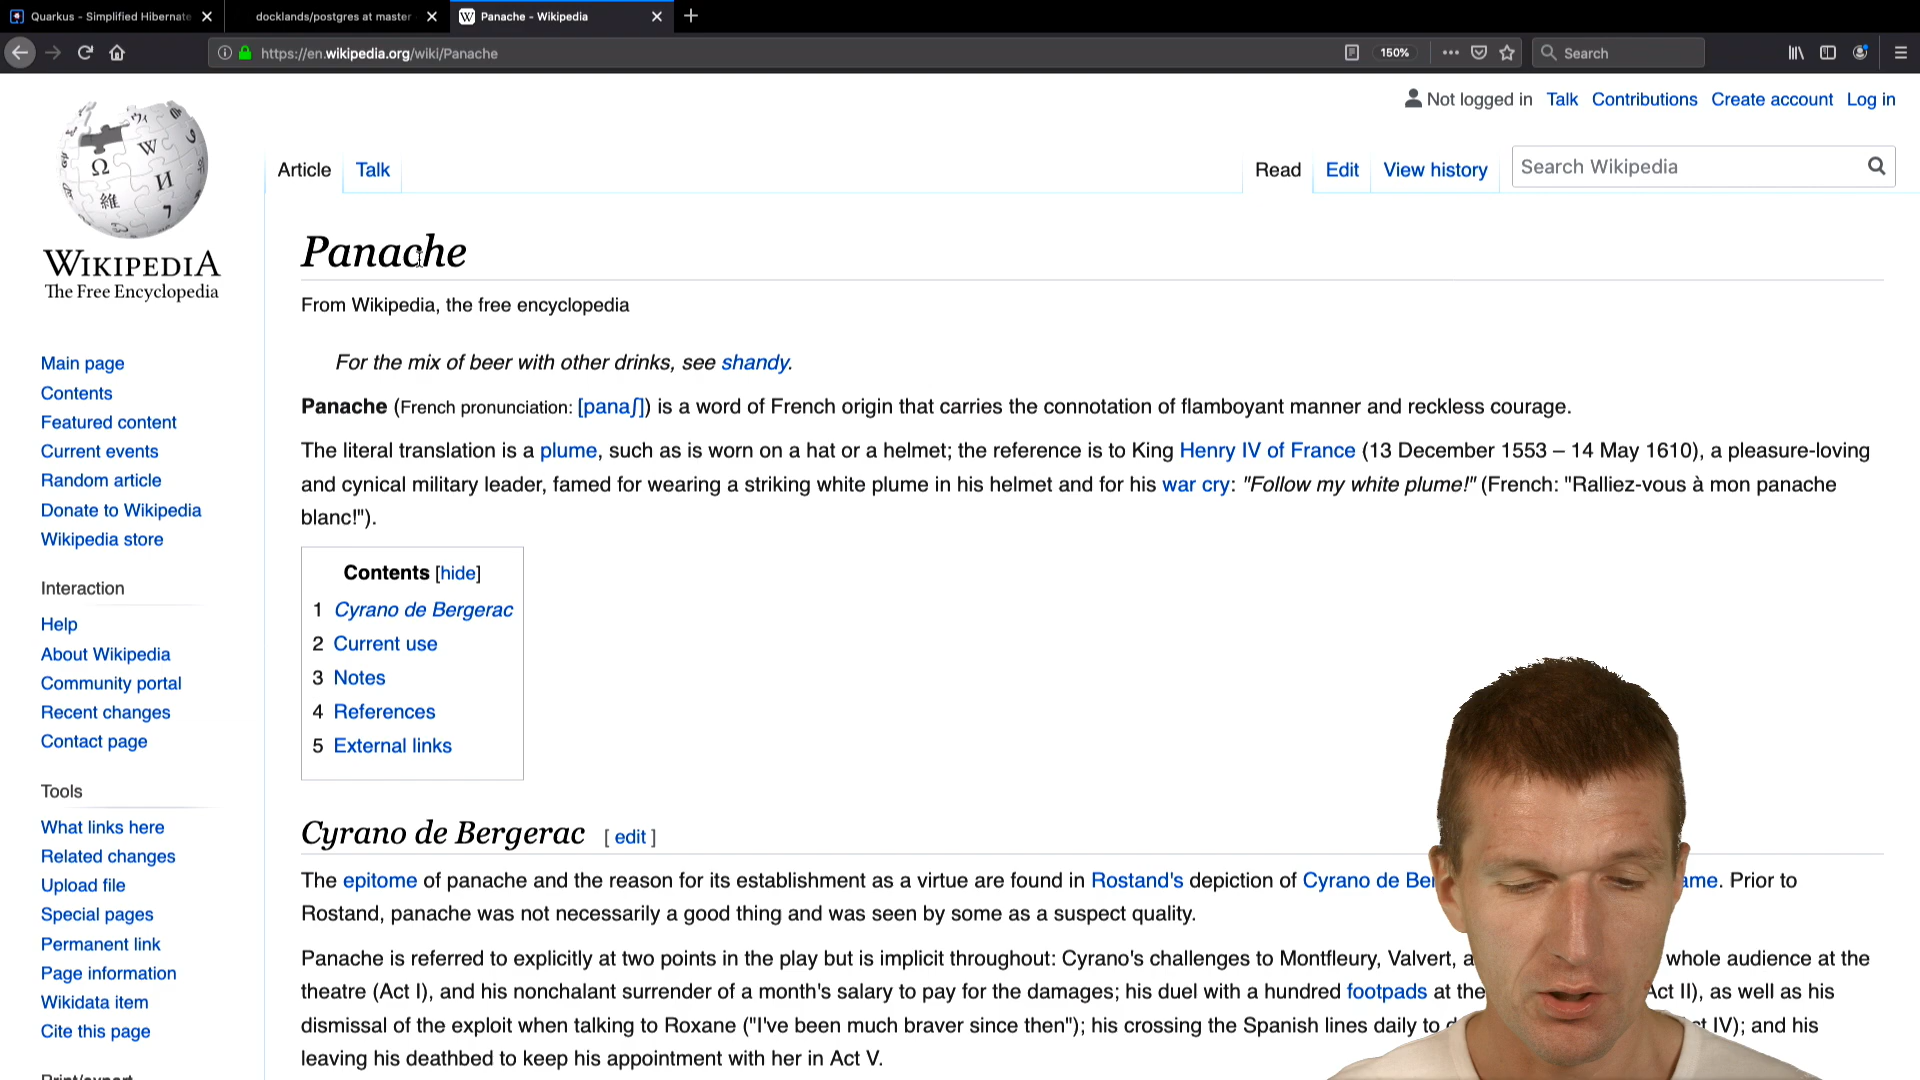 Quarkus - Simplified Hibernate
docklands/postgres at master
Panache - Wikipedia
https://en.wikipedia.org/wiki/Panache
150%
Search
Not logged in Talk Contributions Create account Log in
Article Talk
Read Edit View history
Search Wikipedia
WIKIPEDIA
The Free Encyclopedia
Panache
From Wikipedia, the free encyclopedia
For the mix of beer with other drinks, see shandy.
Panache (French pronunciation: [panaʃ]) is a word of French origin that carries the connotation of flamboyant manner and reckless courage.
The literal translation is a plume, such as is worn on a hat or a helmet; the reference is to King Henry IV of France (13 December 1553 – 14 May 1610), a pleasure-loving
and cynical military leader, famed for wearing a striking white plume in his helmet and for his war cry: "Follow my white plume!" (French: "Ralliez-vous à mon panache
blanc!").
Contents [hide]
1 Cyrano de Bergerac
2 Current use
3 Notes
4 References
5 External links
Cyrano de Bergerac [ edit ]
The epitome of panache and the reason for its establishment as a virtue are found in Rostand's depiction of Cyrano de . Prior to
Rostand, panache was not necessarily a good thing and was seen by some as a suspect quality.
Panache is referred to explicitly at two points in the play but is implicit throughout: Cyrano's challenges to Montfleury, Valvert, whole audience at the
theatre (Act I), and his nonchalant surrender of a month's salary to pay for the damages; his duel with a hundred footpads at the Act II), as well as his
dismissal of the exploit when talking to Roxane ("I've been much braver since then"); his crossing the Spanish lines daily to IV); and his
leaving his deathbed to keep his appointment with her in Act V.
Main page
Contents
Featured content
Current events
Random article
Donate to Wikipedia
Wikipedia store
Interaction
Help
About Wikipedia
Community portal
Recent changes
Contact page
Tools
What links here
Related changes
Upload file
Special pages
Permanent link
Page information
Wikidata item
Cite this page
Print/export